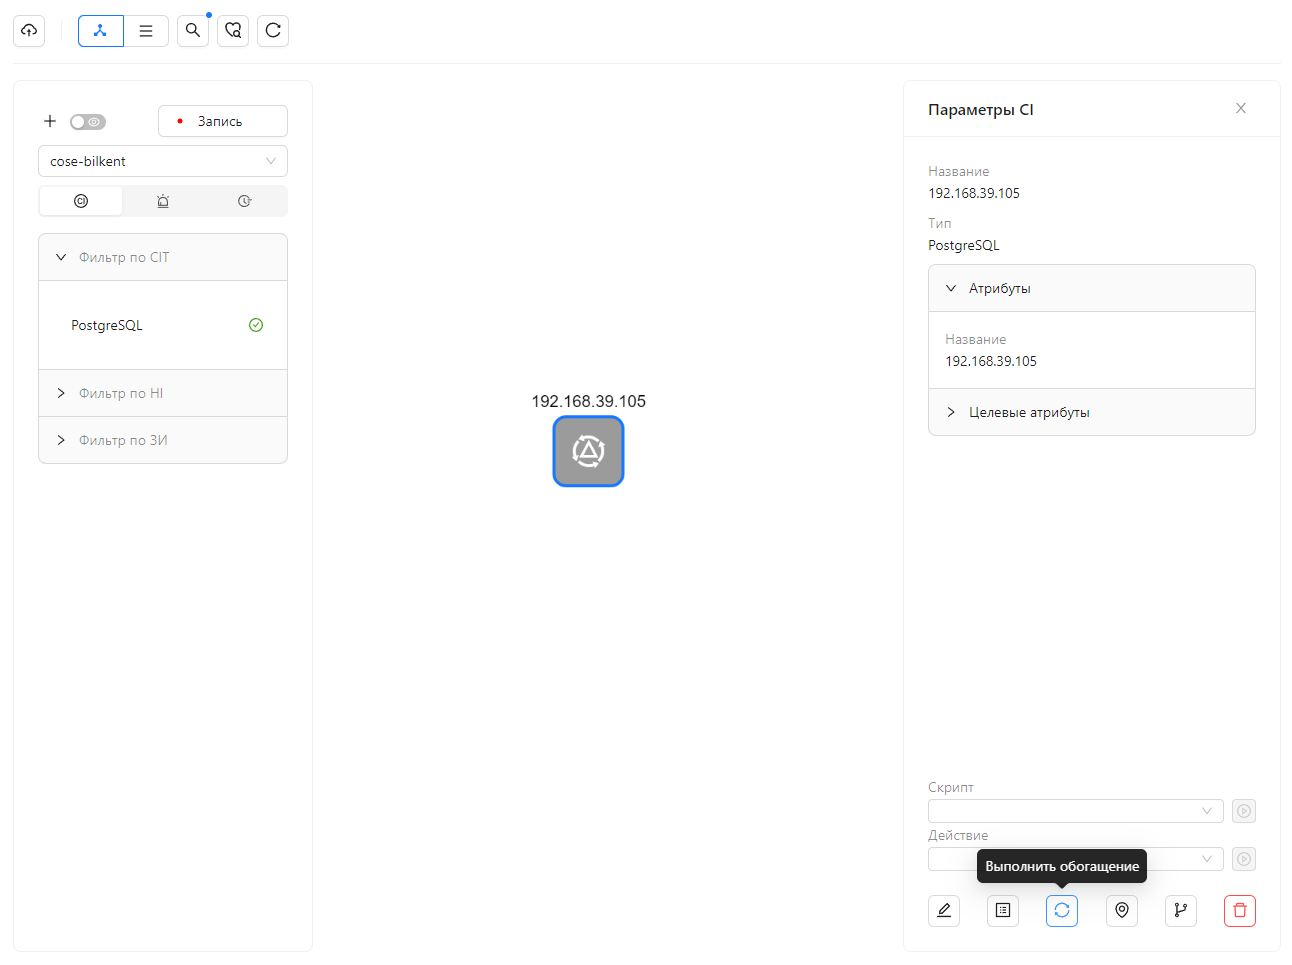 Запись
cose-bilkent
CI
Фильтр по CIT
PostgreSQL
Фильтр по HI
Фильтр по ЗИ
192.168.39.105
Параметры CI
Название
192.168.39.105
Тип
PostgreSQL
Атрибуты
Название
192.168.39.105
Целевые атрибуты
Скрипт
Действие
Выполнить обогащение